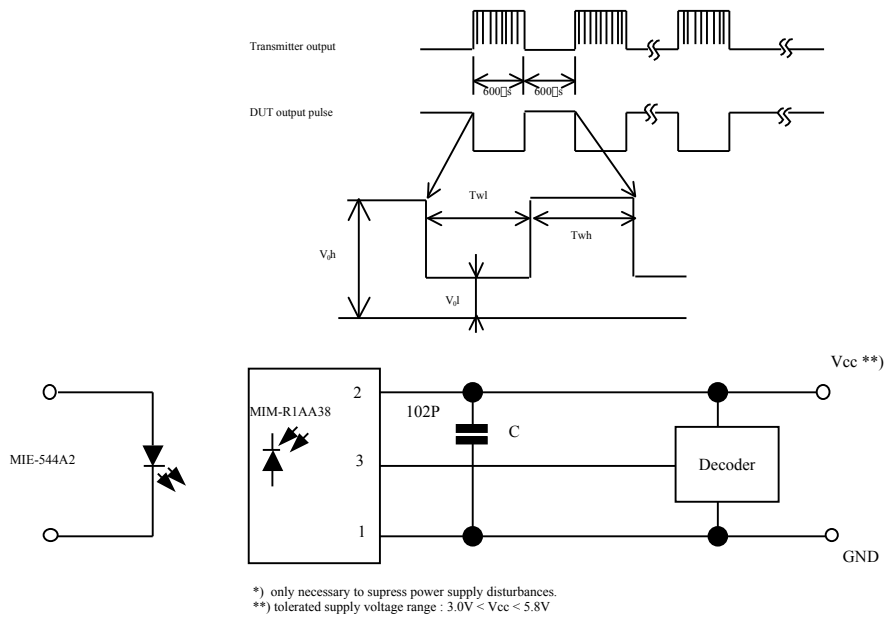 Transmitter output
600□s 600□s
DUT output pulse
Twl
Twh
V₀h
V₀l
Vcc **)
2
MIM-R1AA38
102P
C
MIE-544A2
3
Decoder
1
GND
*) only necessary to supress power supply disturbances.
**) tolerated supply voltage range : 3.0V < Vcc < 5.8V